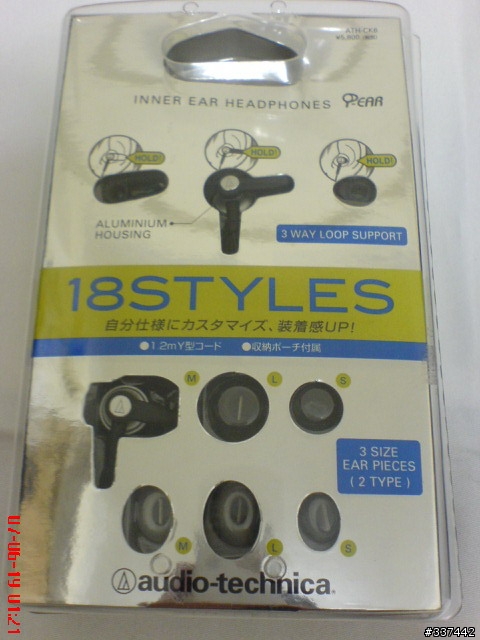 ATH-CK6
INNER EAR HEADPHONES
HOLD!
HOLD!
HOLD!
ALUMINIUM
HOUSING
3 WAY LOOP SUPPORT
18STYLES
自分仕様にカスタマイズ、装着感UP!
●1.2mY型コード ●収納ポーチ付属
M
L
S
3 SIZE
EAR PIECES
( 2 TYPE )
M
L
S
audio-technica
#337442